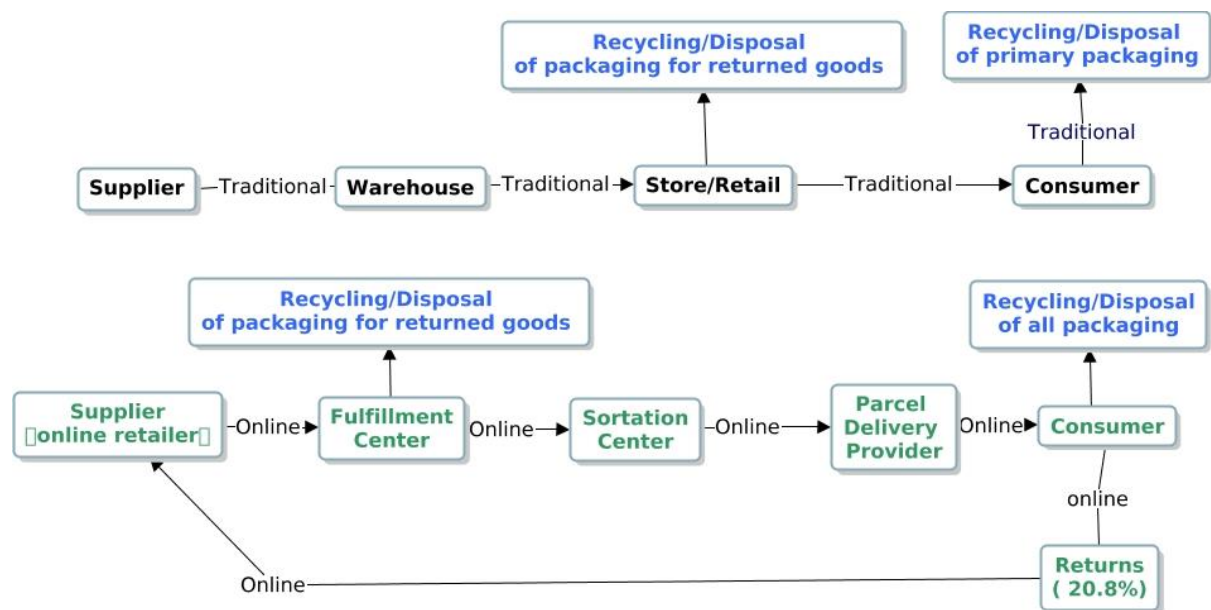 Recycling/Disposal
of packaging for returned goods
Recycling/Disposal
of primary packaging
Traditional
Supplier
Traditional
Warehouse
Traditional
Store/Retail
Traditional
Consumer
Recycling/Disposal
of packaging for returned goods
Recycling/Disposal
of all packaging
Supplier
▯online retailer▯
Online
Fulfillment
Center
Online
Sortation
Center
Online
Parcel
Delivery
Provider
Online
Consumer
online
Online
Returns
( 20.8%)